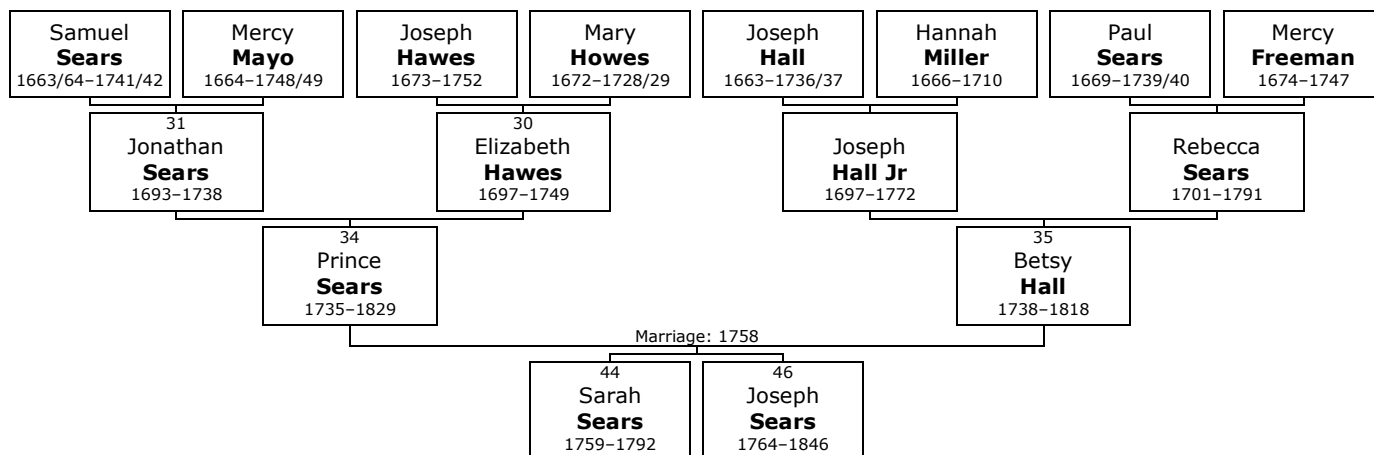 Samuel
Sears
1663/64–1741/42
Mercy
Mayo
1664–1748/49
Joseph
Hawes
1673–1752
Mary
Howes
1672–1728/29
Joseph
Hall
1663–1736/37
Hannah
Miller
1666–1710
Paul
Sears
1669–1739/40
Mercy
Freeman
1674–1747
31
Jonathan
Sears
1693–1738
30
Elizabeth
Hawes
1697–1749
Joseph
Hall Jr
1697–1772
Rebecca
Sears
1701–1791
34
Prince
Sears
1735–1829
35
Betsy
Hall
1738–1818
Marriage: 1758
44
Sarah
Sears
1759–1792
46
Joseph
Sears
1764–1846